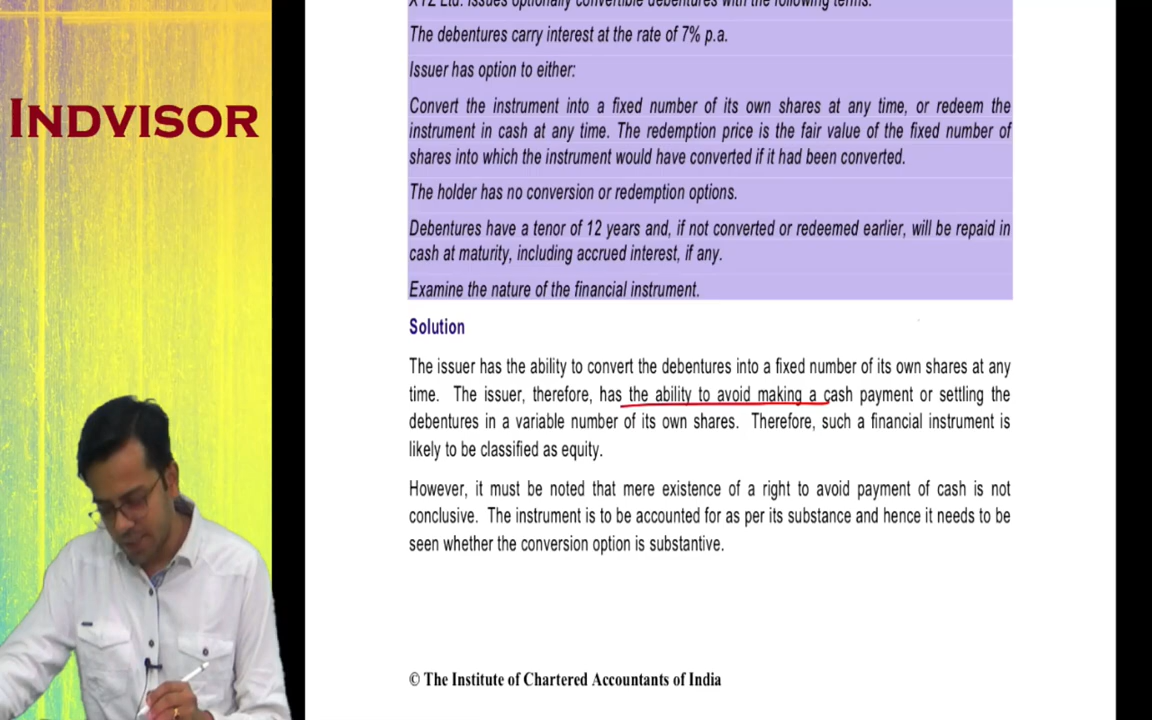 INDVISOR
XYZ Ltd. issues optionally convertible debentures with the following terms:
The debentures carry interest at the rate of 7% p.a.
Issuer has option to either:
Convert the instrument into a fixed number of its own shares at any time, or redeem the
instrument in cash at any time. The redemption price is the fair value of the fixed number of
shares into which the instrument would have converted if it had been converted.
The holder has no conversion or redemption options.
Debentures have a tenor of 12 years and, if not converted or redeemed earlier, will be repaid in
cash at maturity, including accrued interest, if any.
Examine the nature of the financial instrument.
Solution
The issuer has the ability to convert the debentures into a fixed number of its own shares at any
time. The issuer, therefore, has the ability to avoid making a cash payment or settling the
debentures in a variable number of its own shares. Therefore, such a financial instrument is
likely to be classified as equity.
However, it must be noted that mere existence of a right to avoid payment of cash is not
conclusive. The instrument is to be accounted for as per its substance and hence it needs to be
seen whether the conversion option is substantive.
© The Institute of Chartered Accountants of India